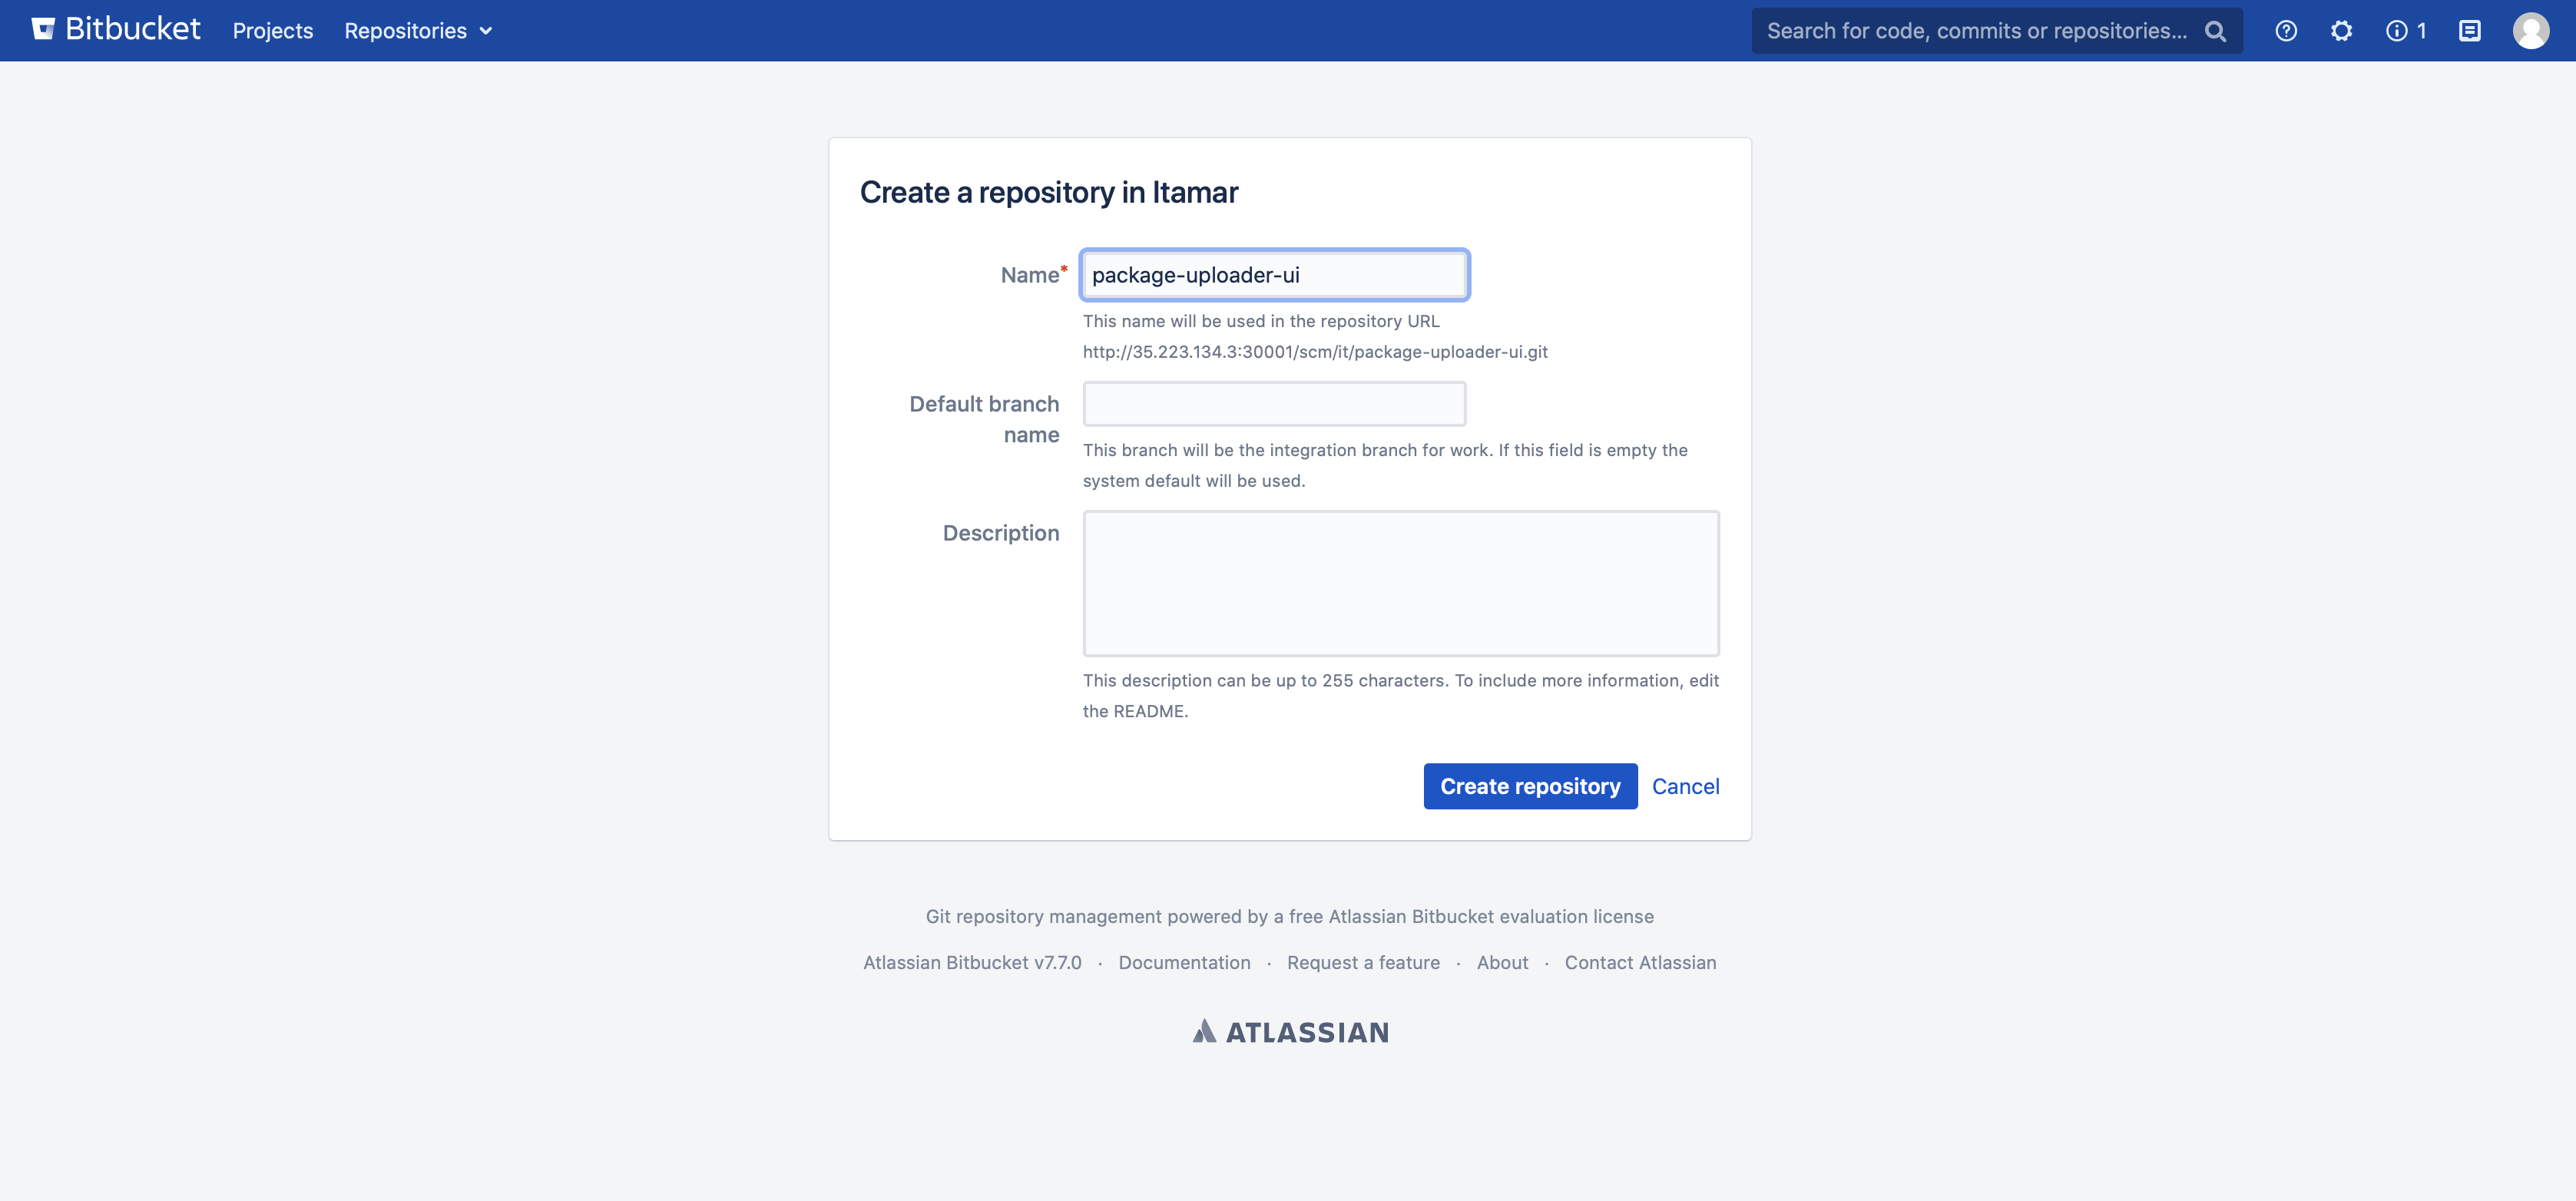 Bitbucket Projects Repositories Search for code, commits or repositories... 1
Create a repository in Itamar
Name* package-uploader-ui
This name will be used in the repository URL
http://35.223.134.3:30001/scm/it/package-uploader-ui.git
Default branch
name
This branch will be the integration branch for work. If this field is empty the
system default will be used.
Description
This description can be up to 255 characters. To include more information, edit
the README.
Create repository Cancel
Git repository management powered by a free Atlassian Bitbucket evaluation license
Atlassian Bitbucket v7.7.0 · Documentation · Request a feature · About · Contact Atlassian
ATLASSIAN